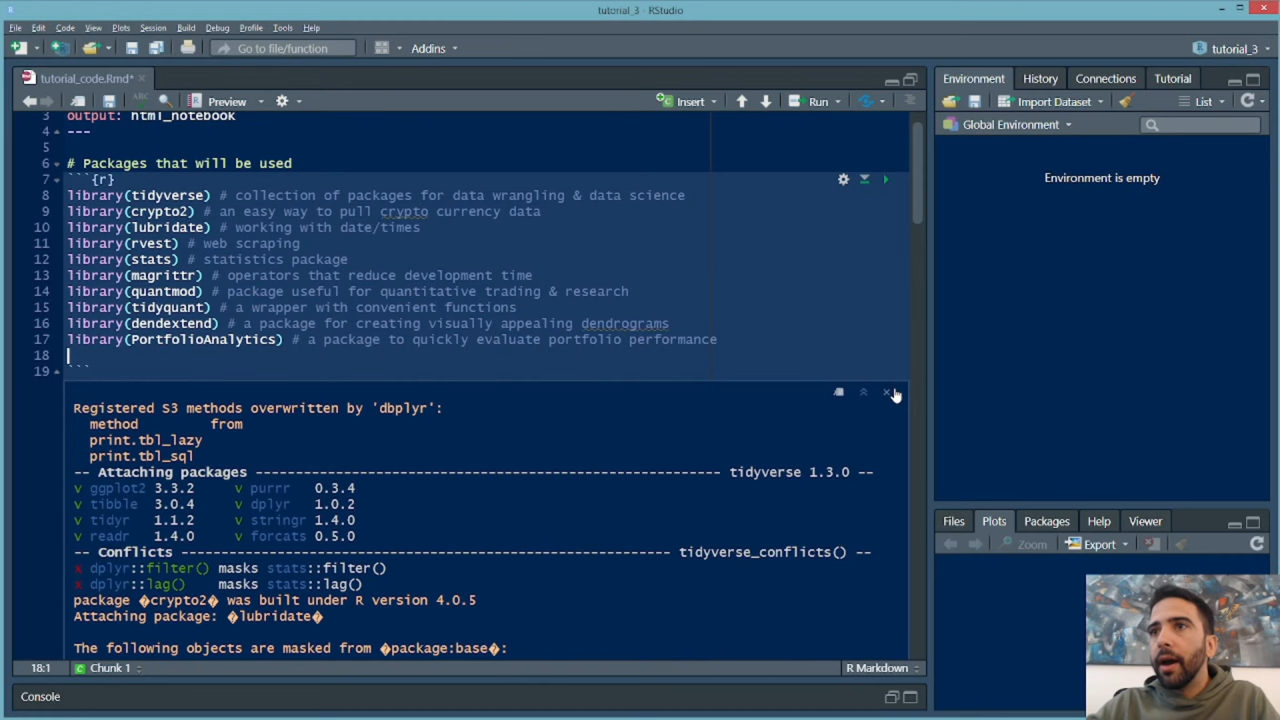 tutorial_3 - RStudio
File Edit Code View Plots Session Build Debug Profile Tools Help
Go to file/function Addins tutorial_3
tutorial_code.Rmd*
Preview Insert Run
3 output: html_notebook
4 ---
5
6 # Packages that will be used
7 ```{r}
8 library(tidyverse) # collection of packages for data wrangling & data science
9 library(crypto2) # an easy way to pull crypto currency data
10 library(lubridate) # working with date/times
11 library(rvest) # web scraping
12 library(stats) # statistics package
13 library(magrittr) # operators that reduce development time
14 library(quantmod) # package useful for quantitative trading & research
15 library(tidyquant) # a wrapper with convenient functions
16 library(dendextend) # a package for creating visually appealing dendrograms
17 library(PortfolioAnalytics) # a package to quickly evaluate portfolio performance
18
19 ```
Registered S3 methods overwritten by 'dbplyr':
method from
print.tbl_lazy
print.tbl_sql
-- Attaching packages --------------------------------------------------------- tidyverse 1.3.0 --
v ggplot2 3.3.2 v purrr 0.3.4
v tibble 3.0.4 v dplyr 1.0.2
v tidyr 1.1.2 v stringr 1.4.0
v readr 1.4.0 v forcats 0.5.0
-- Conflicts ------------------------------------------------------------ tidyverse_conflicts() --
x dplyr::filter() masks stats::filter()
x dplyr::lag() masks stats::lag()
package �crypto2� was built under R version 4.0.5
Attaching package: �lubridate�
The following objects are masked from �package:base�:
18:1 Chunk 1 R Markdown
Console
Environment History Connections Tutorial
Import Dataset List
Global Environment
Environment is empty
Files Plots Packages Help Viewer
Zoom Export